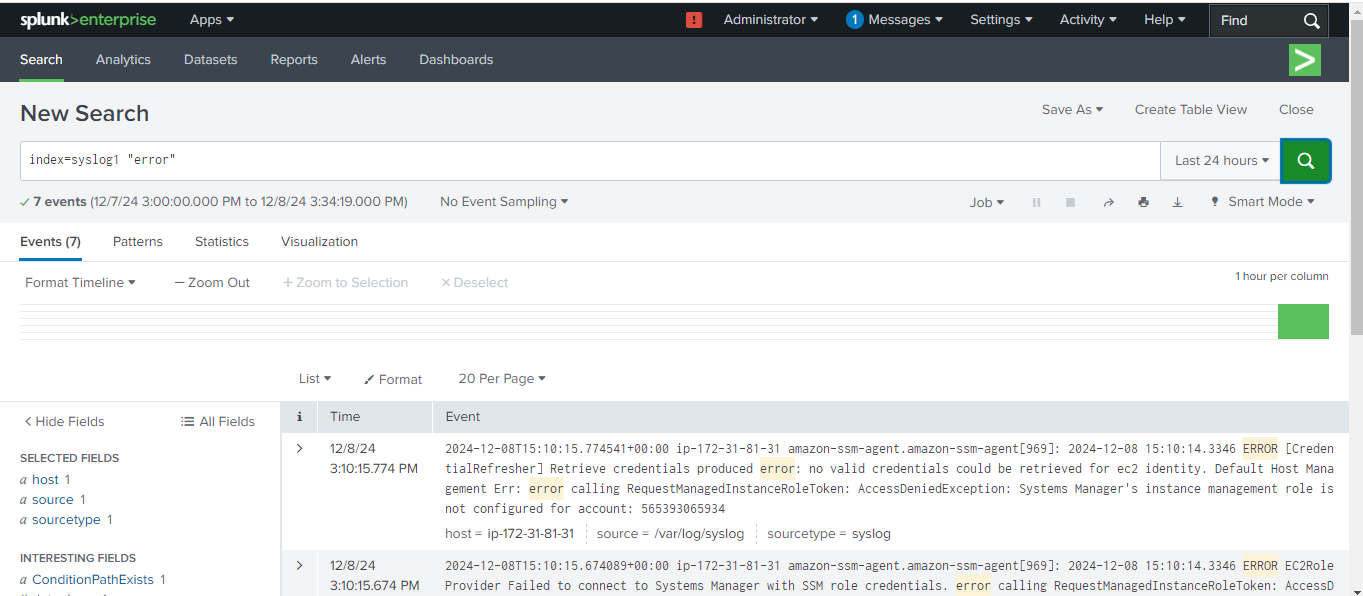 splunk>enterprise Apps ! Administrator 1 Messages Settings Activity Help Find
Search Analytics Datasets Reports Alerts Dashboards
New Search Save As Create Table View Close
index=syslog1 "error" Last 24 hours
7 events (12/7/24 3:00:00.000 PM to 12/8/24 3:34:19.000 PM) No Event Sampling Job Smart Mode
Events (7) Patterns Statistics Visualization
Format Timeline — Zoom Out + Zoom to Selection × Deselect 1 hour per column
List Format 20 Per Page
< Hide Fields All Fields
SELECTED FIELDS
a host 1
a source 1
a sourcetype 1
INTERESTING FIELDS
a ConditionPathExists 1
i Time Event
> 12/8/24
3:10:15.774 PM
2024-12-08T15:10:15.774541+00:00 ip-172-31-81-31 amazon-ssm-agent.amazon-ssm-agent[969]: 2024-12-08 15:10:14.3346 ERROR [Creden
tialRefresher] Retrieve credentials produced error: no valid credentials could be retrieved for ec2 identity. Default Host Mana
gement Err: error calling RequestManagedInstanceRoleToken: AccessDeniedException: Systems Manager's instance management role is
not configured for account: 565393065934
host = ip-172-31-81-31 source = /var/log/syslog sourcetype = syslog
> 12/8/24
3:10:15.674 PM
2024-12-08T15:10:15.674089+00:00 ip-172-31-81-31 amazon-ssm-agent.amazon-ssm-agent[969]: 2024-12-08 15:10:14.3346 ERROR EC2Role
Provider Failed to connect to Systems Manager with SSM role credentials. error calling RequestManagedInstanceRoleToken: AccessD